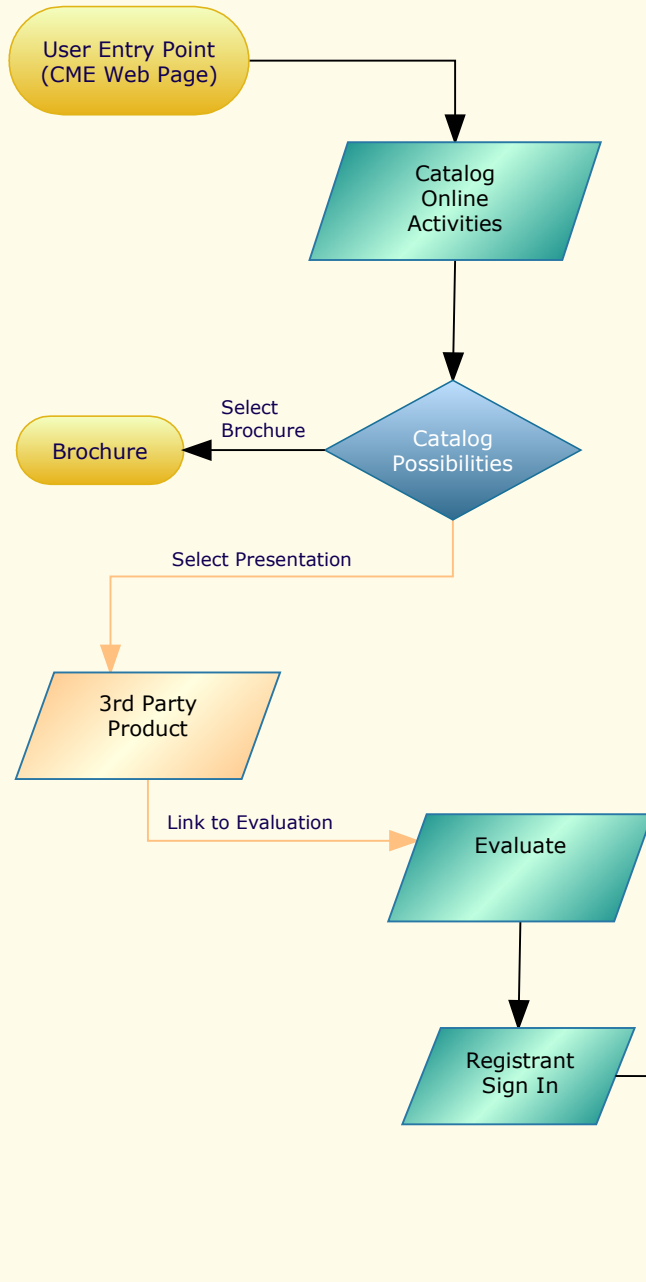 User Entry Point
(CME Web Page)
Catalog
Online
Activities
Select
Brochure
Brochure
Catalog
Possibilities
Select Presentation
3rd Party
Product
Link to Evaluation
Evaluate
Registrant
Sign In